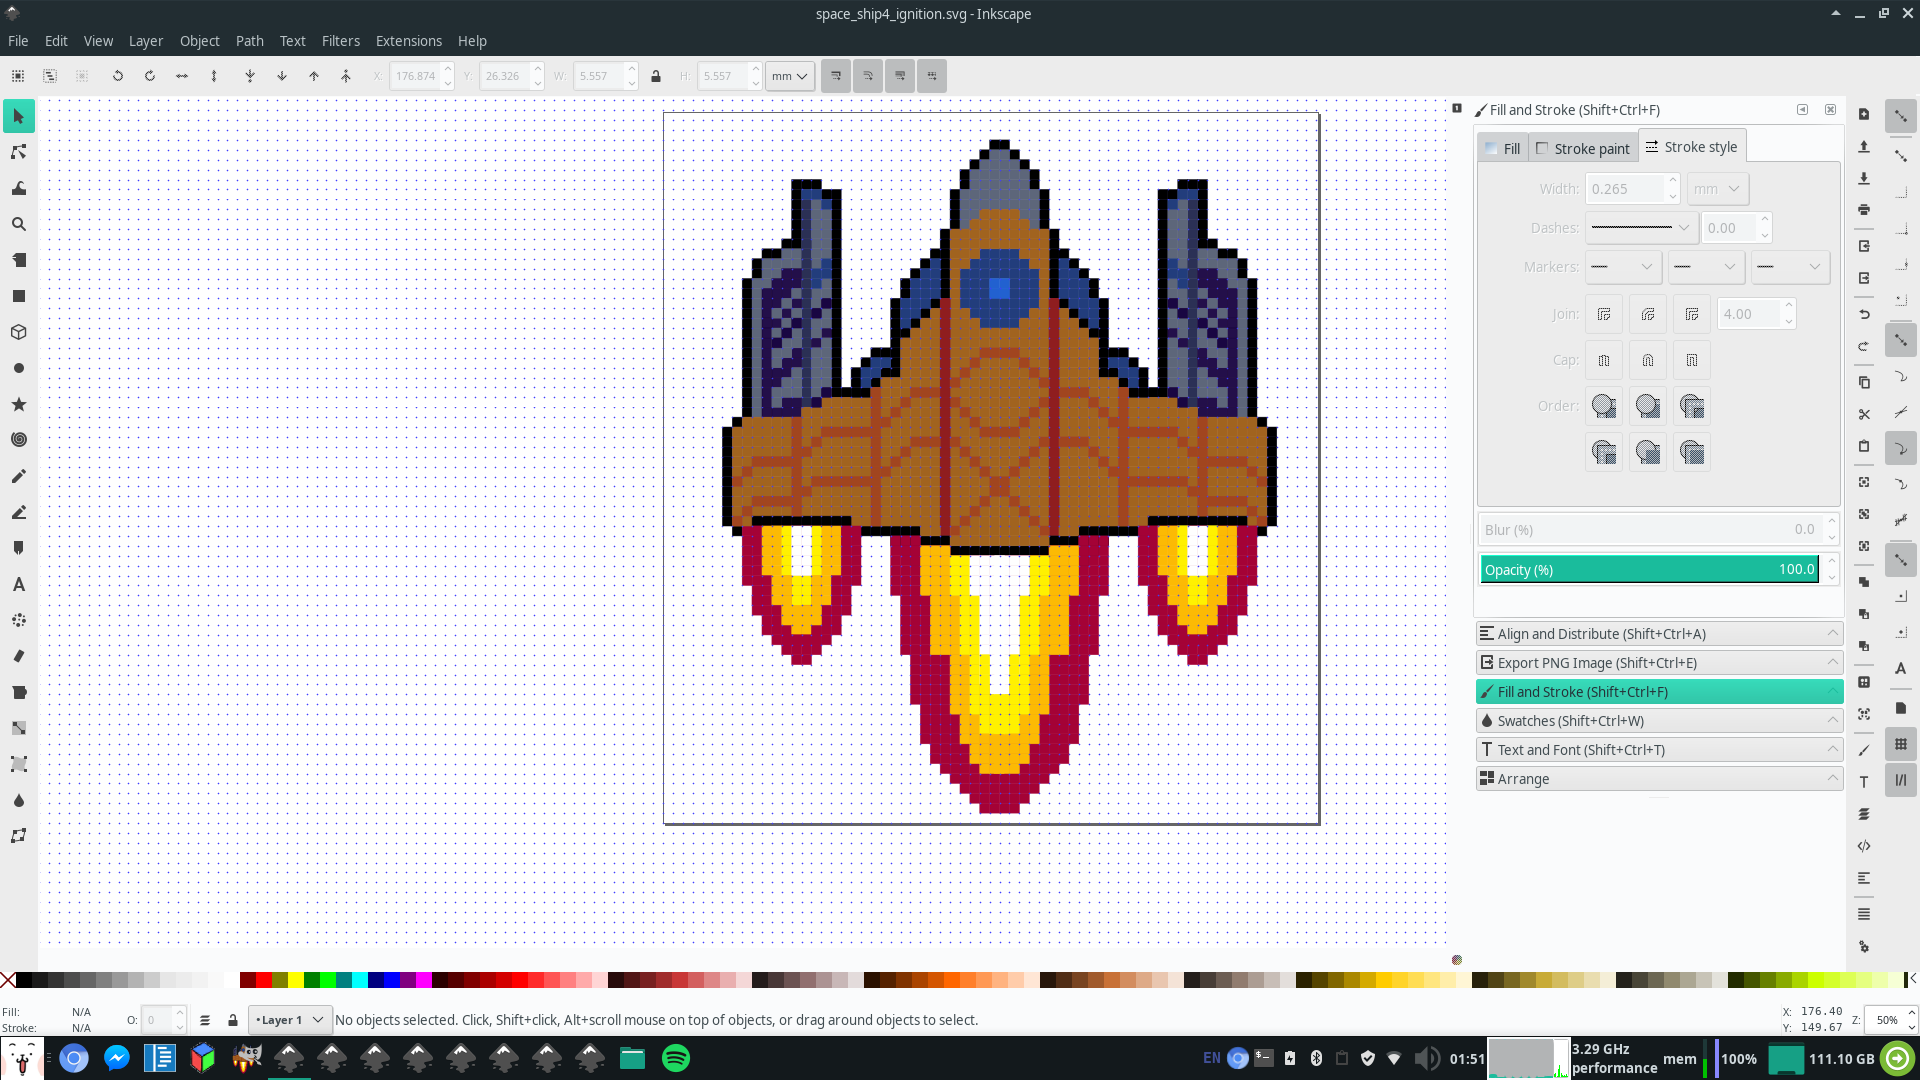 space_ship4_ignition.svg - Inkscape
File Edit View Layer Object Path Text Filters Extensions Help
X: 176.874 Y: 26.326 W: 5.557 H: 5.557 mm
Fill and Stroke (Shift+Ctrl+F)
Fill Stroke paint Stroke style
Width: 0.265 mm
Dashes: 0.00
Markers:
Join: 4.00
Cap:
Order:
Blur (%) 0.0
Opacity (%) 100.0
Align and Distribute (Shift+Ctrl+A)
Export PNG Image (Shift+Ctrl+E)
Fill and Stroke (Shift+Ctrl+F)
Swatches (Shift+Ctrl+W)
Text and Font (Shift+Ctrl+T)
Arrange
Fill: N/A
Stroke: N/A
O: 0
•Layer 1
No objects selected. Click, Shift+click, Alt+scroll mouse on top of objects, or drag around objects to select.
X: 176.40
Y: 149.67
Z: 50%
EN 01:51
3.29 GHz
performance
mem 100% 111.10 GB